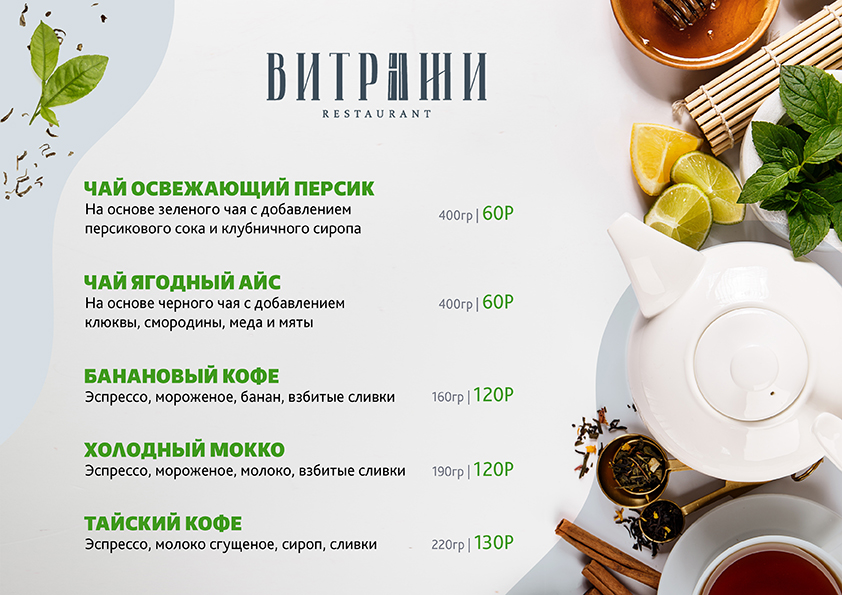 ВИТРАЖИ
RESTAURANT
ЧАЙ ОСВЕЖАЮЩИЙ ПЕРСИК
На основе зеленого чая с добавлением
персикового сока и клубничного сиропа
400гр | 60Р
ЧАЙ ЯГОДНЫЙ АЙС
На основе черного чая с добавлением
клюквы, смородины, меда и мяты
400гр | 60Р
БАНАНОВЫЙ КОФЕ
Эспрессо, мороженое, банан, взбитые сливки
160гр | 120Р
ХОЛОДНЫЙ МОККО
Эспрессо, мороженое, молоко, взбитые сливки
190гр | 120Р
ТАЙСКИЙ КОФЕ
Эспрессо, молоко сгущеное, сироп, сливки
220гр | 130Р